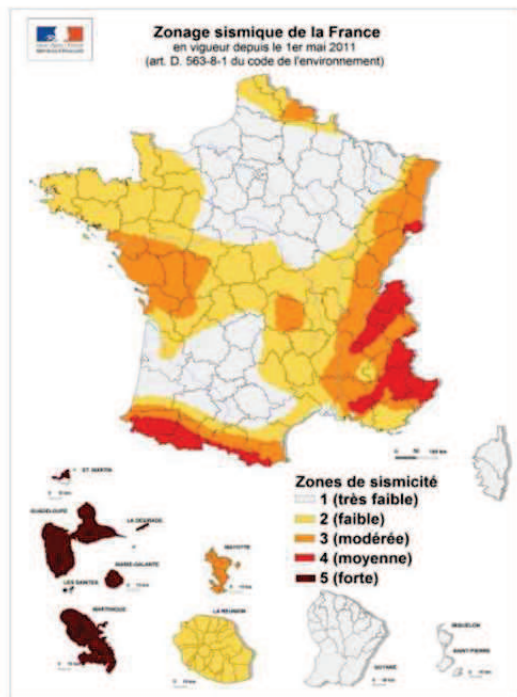 Zonage sismique de la France
en vigueur depuis le 1er mai 2011
(art. D. 563-8-1 du code de l'environnement)
Zones de sismicité
1 (très faible)
2 (faible)
3 (modérée)
4 (moyenne)
5 (forte)
ST MARTIN
GUADELOUPE
LA DESIRADE
MARIE-GALANTE
LES SAINTES
MARTINIQUE
MAYOTTE
LA REUNION
GUYANE
MIQUELON
SAINT-PIERRE